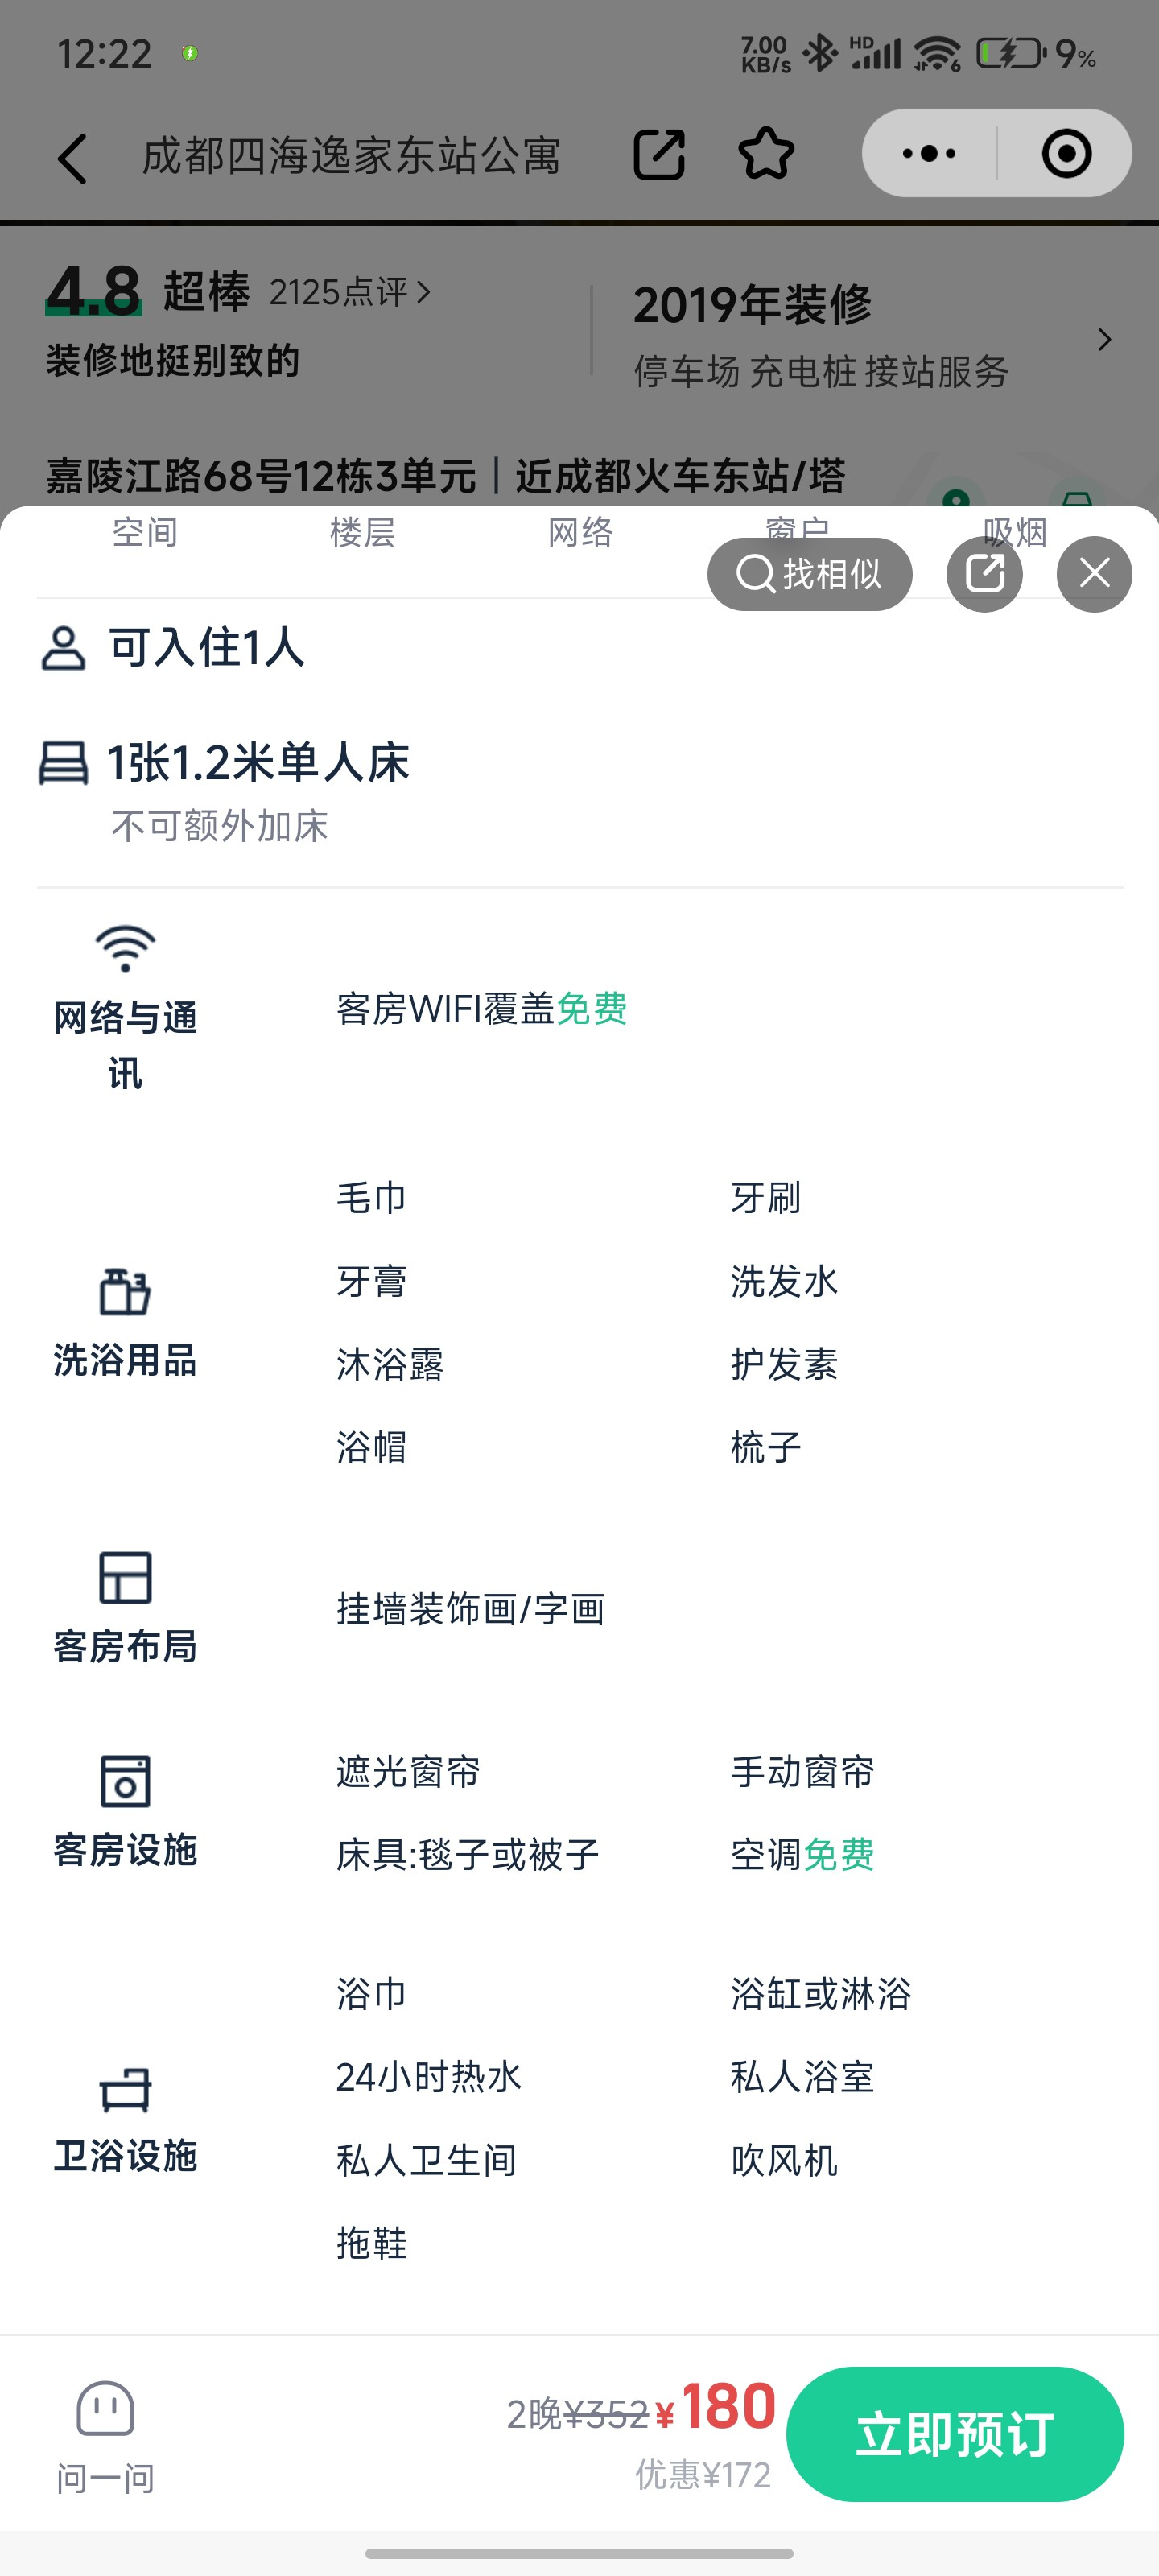 12:22
7.00 KB/s HD 6 9%
成都四海逸家东站公寓
4.8 超棒 2125点评
装修地挺别致的
2019年装修
停车场 充电桩 接站服务
嘉陵江路68号12栋3单元｜近成都火车东站/塔
空间 楼层 网络 窗户 吸烟
找相似
可入住1人
1张1.2米单人床
不可额外加床
网络与通
讯
客房WIFI覆盖免费
洗浴用品
毛巾 牙刷
牙膏 洗发水
沐浴露 护发素
浴帽 梳子
客房布局
挂墙装饰画/字画
客房设施
遮光窗帘 手动窗帘
床具:毯子或被子 空调免费
卫浴设施
浴巾 浴缸或淋浴
24小时热水 私人浴室
私人卫生间 吹风机
拖鞋
问一问
2晚¥352¥180
优惠¥172
立即预订